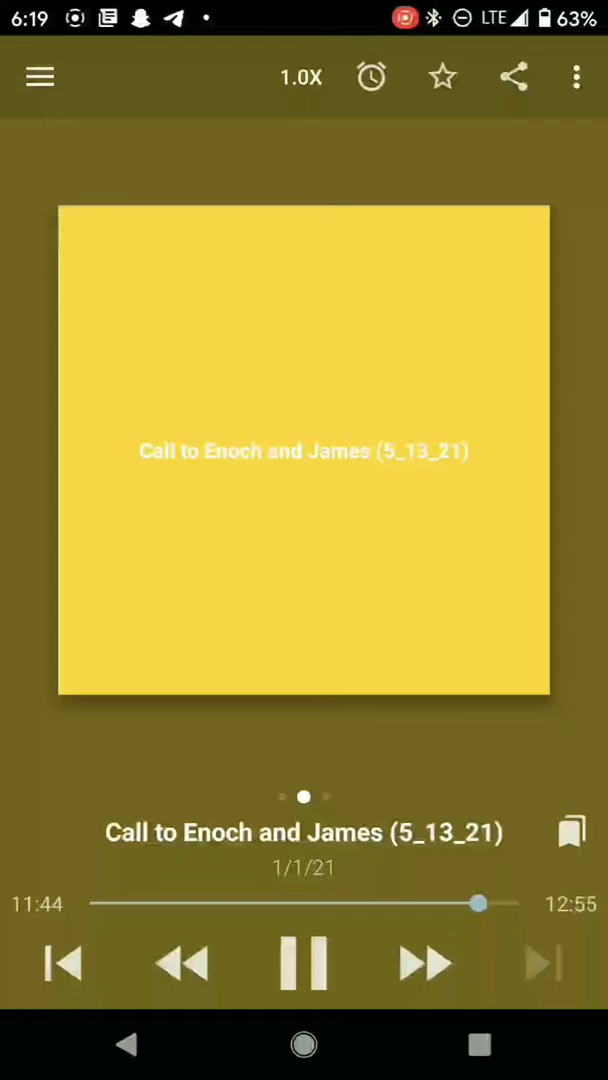 6:19 LTE 63%
1.0X
Call to Enoch and James (5_13_21)
Call to Enoch and James (5_13_21)
1/1/21
11:44 12:55